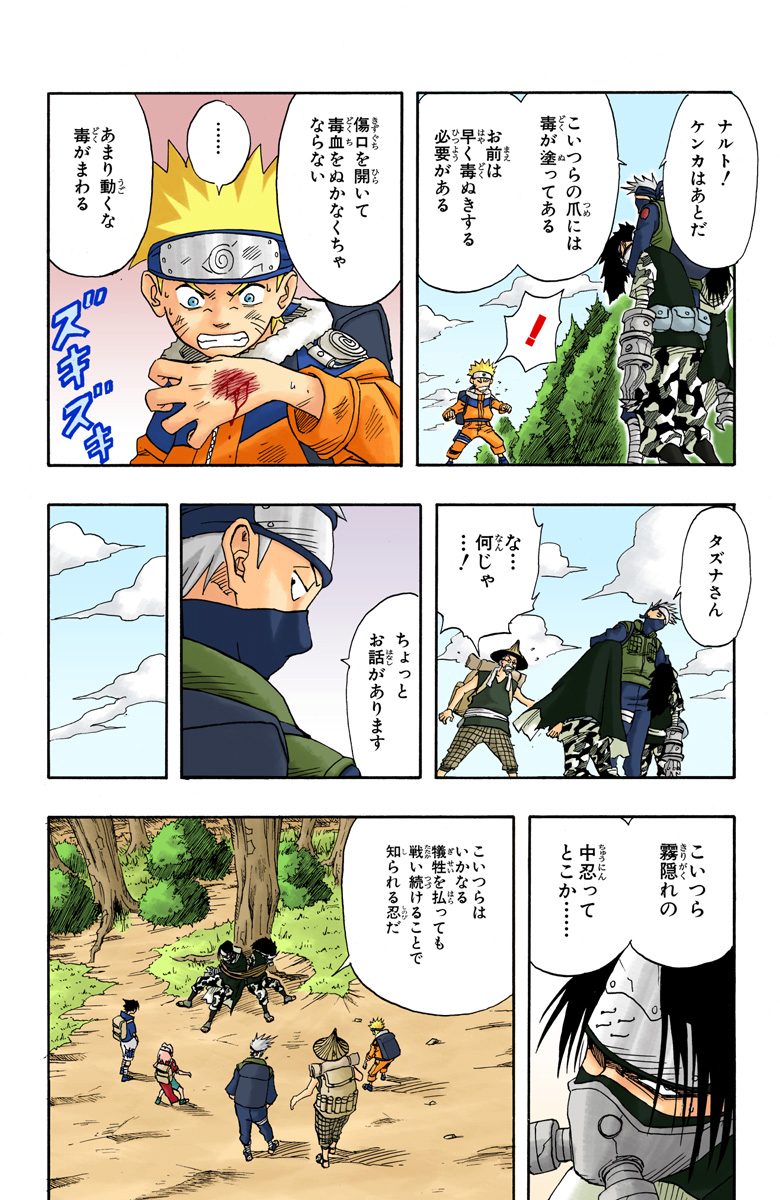 ナルト!
ケンカはあとだ
こいつらの爪には
毒が塗ってある
お前は
早く毒ぬきする
必要がある
!
傷口を開いて
毒血をぬかなくちゃ
ならない
……
あまり動くな
毒がまわる
ズキズキ
タズナさん
な…
何じゃ
…!
ちょっと
お話があります
こいつら
霧隠れの
中忍って
とこか……
こいつらは
いかなる
犠牲を払っても
戦い続けることで
知られる忍だ